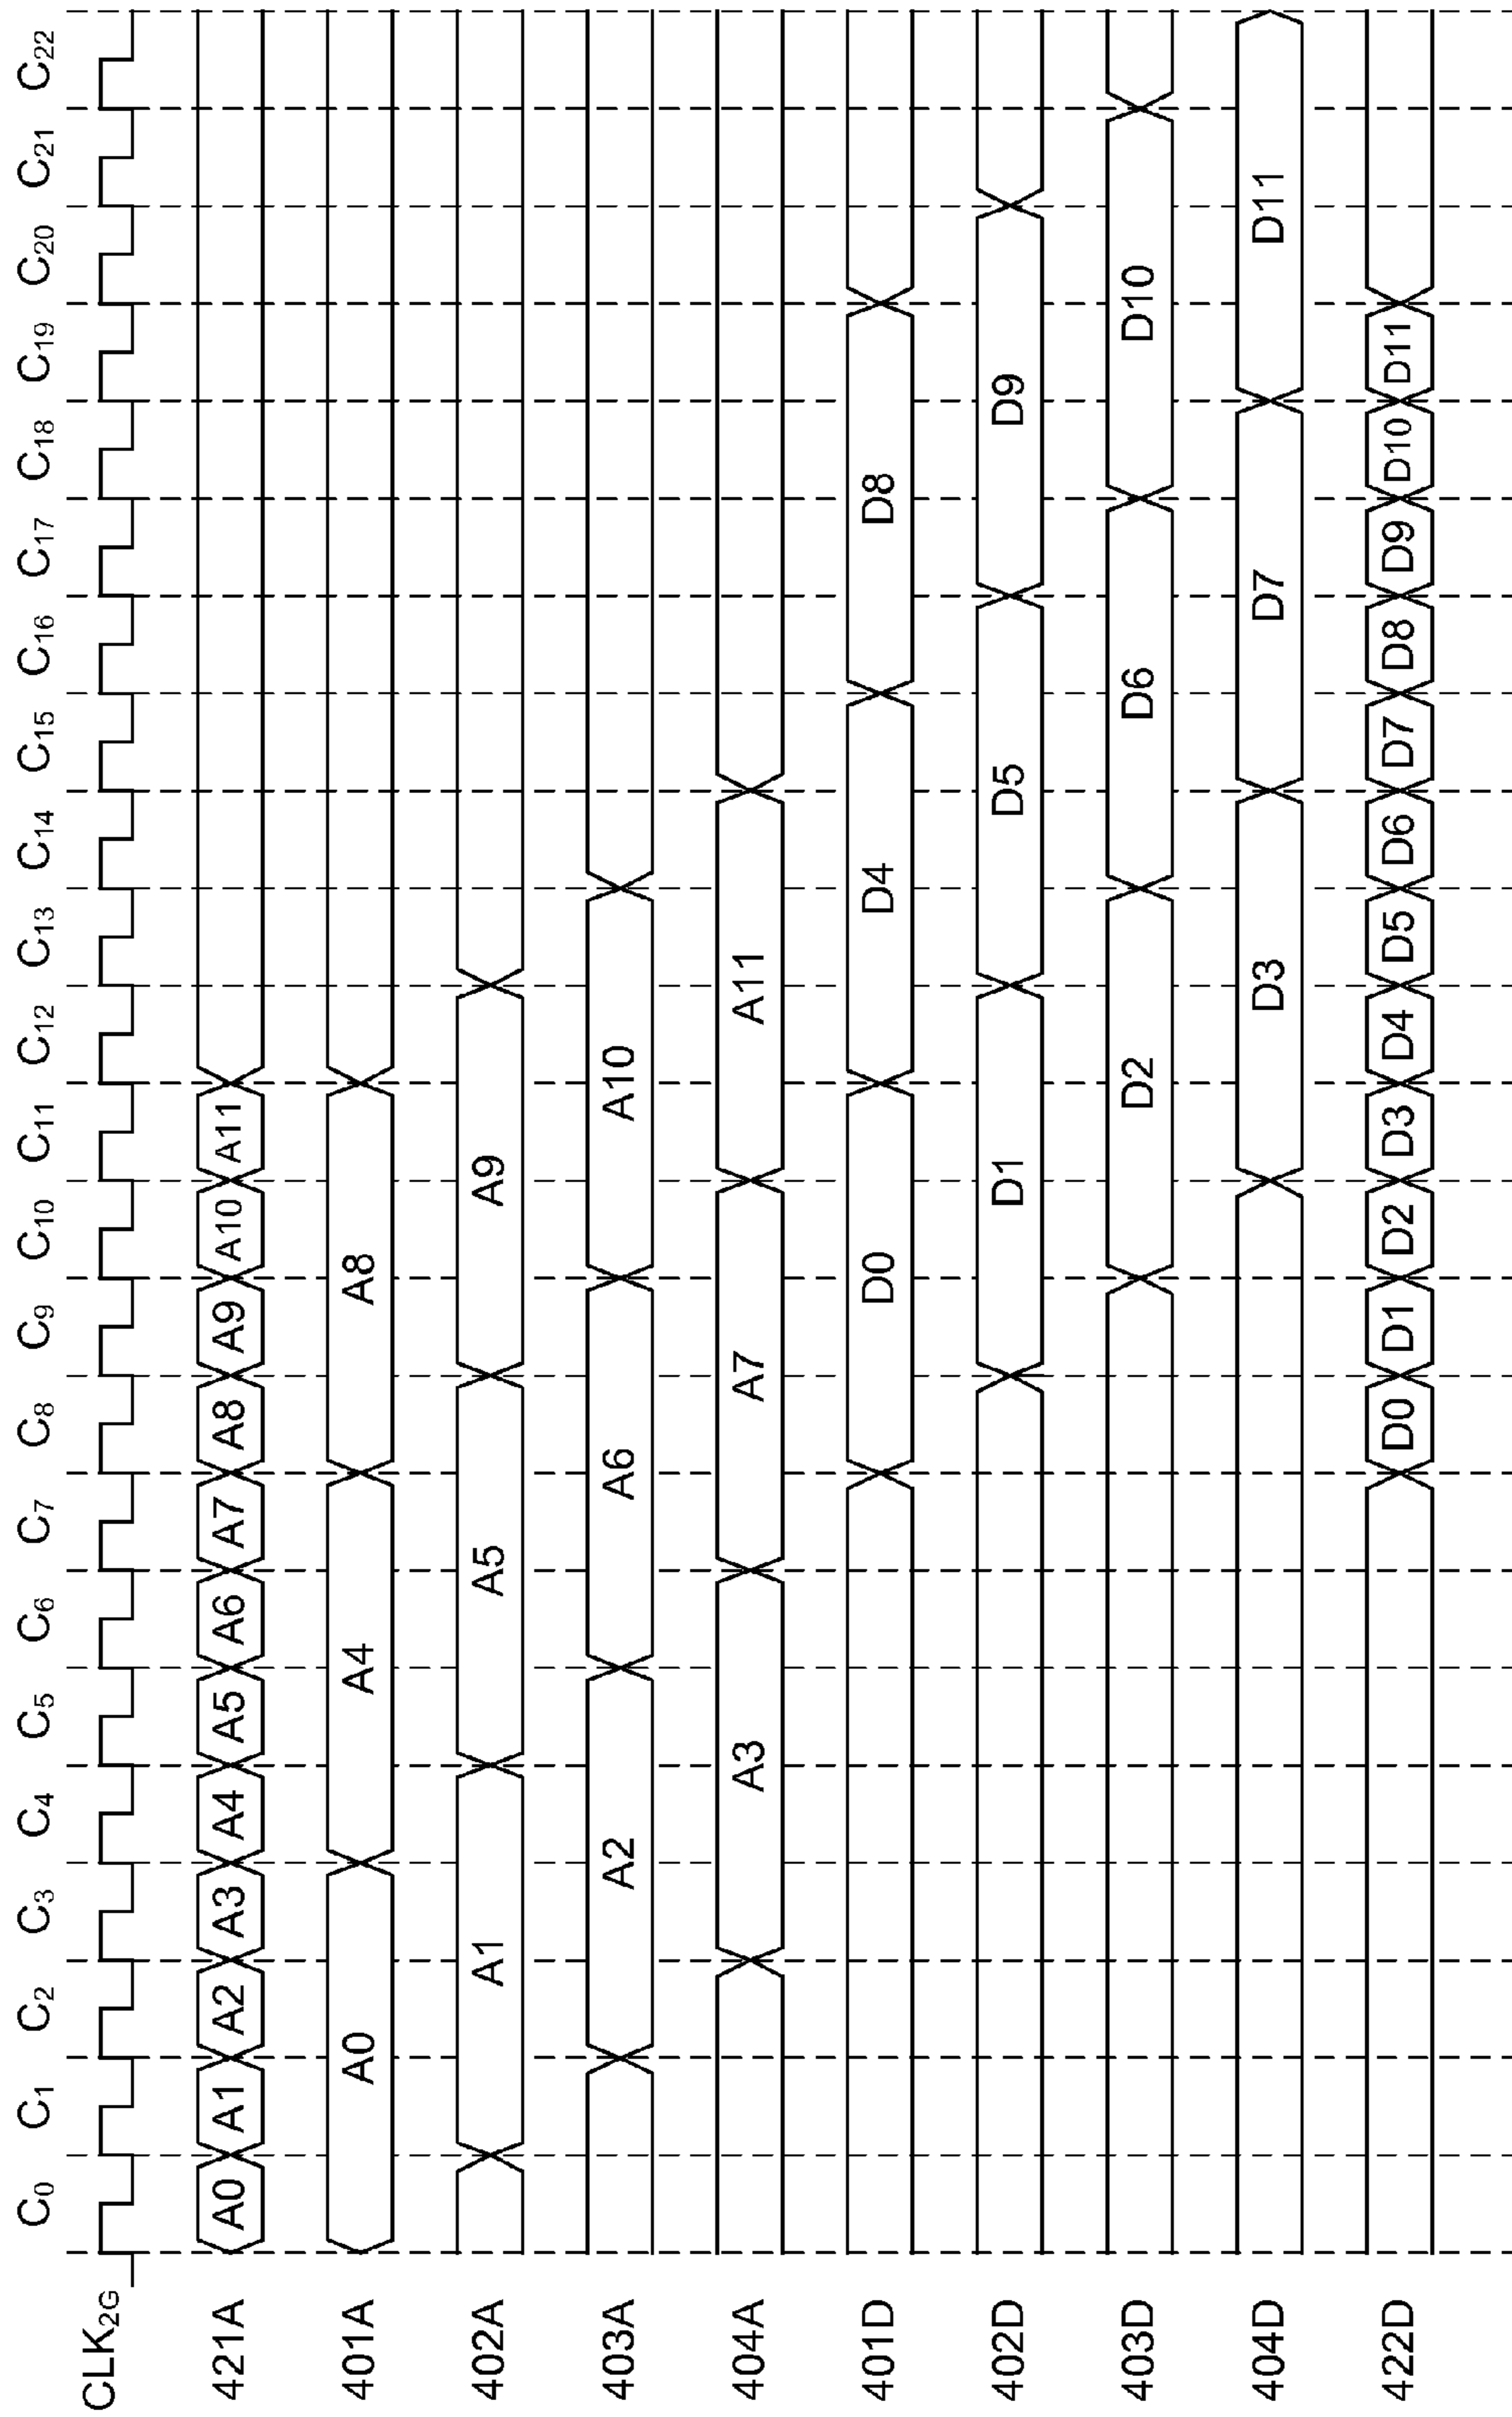 C0 C1 C2 C3 C4 C5 C6 C7 C8 C9 C10 C11 C12 C13 C14 C15 C16 C17 C18 C19 C20 C21 C22
CLK2G
421A A0 A1 A2 A3 A4 A5 A6 A7 A8 A9 A10 A11
401A A0 A4 A8
402A A1 A5 A9
403A A2 A6 A10
404A A3 A7 A11
401D D0 D4 D8
402D D1 D5 D9
403D D2 D6 D10
404D D3 D7 D11
422D D0 D1 D2 D3 D4 D5 D6 D7 D8 D9 D10 D11